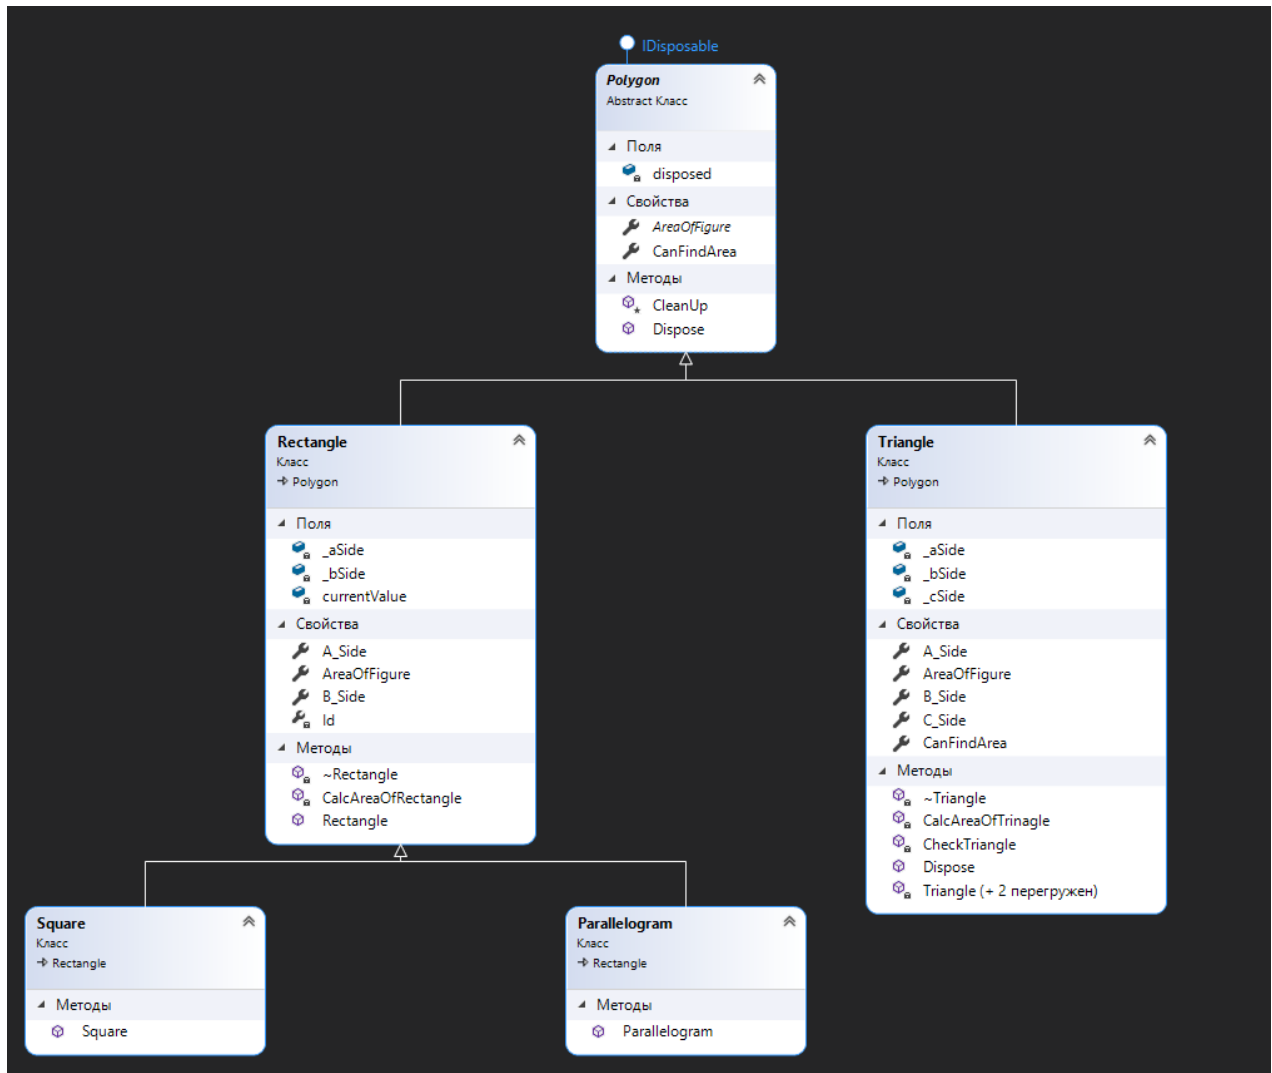 IDisposable
Polygon
Abstract Класс
Поля
disposed
Свойства
AreaOfFigure
CanFindArea
Методы
CleanUp
Dispose
Rectangle
Класс
Polygon
Поля
_aSide
_bSide
currentValue
Свойства
A_Side
AreaOfFigure
B_Side
Id
Методы
~Rectangle
CalcAreaOfRectangle
Rectangle
Triangle
Класс
Polygon
Поля
_aSide
_bSide
_cSide
Свойства
A_Side
AreaOfFigure
B_Side
C_Side
CanFindArea
Методы
~Triangle
CalcAreaOfTrinagle
CheckTriangle
Dispose
Triangle (+ 2 перегружен)
Square
Класс
Rectangle
Методы
Square
Parallelogram
Класс
Rectangle
Методы
Parallelogram